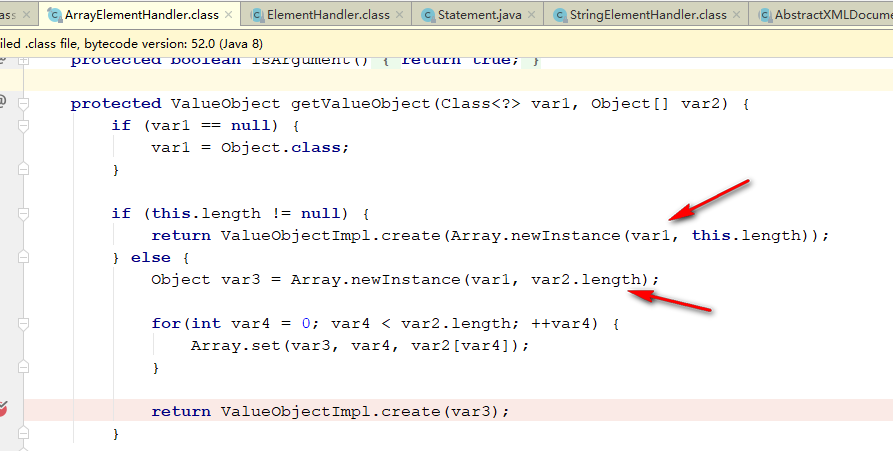 ass ArrayElementHandler.class ElementHandler.class Statement.java StringElementHandler.class AbstractXMLDocume
iled .class file, bytecode version: 52.0 (Java 8)
protected boolean isArgument() { return true; }
protected ValueObject getValueObject(Class<?> var1, Object[] var2) {
if (var1 == null) {
var1 = Object.class;
}
if (this.length != null) {
return ValueObjectImpl.create(Array.newInstance(var1, this.length));
} else {
Object var3 = Array.newInstance(var1, var2.length);
for(int var4 = 0; var4 < var2.length; ++var4) {
Array.set(var3, var4, var2[var4]);
}
return ValueObjectImpl.create(var3);
}